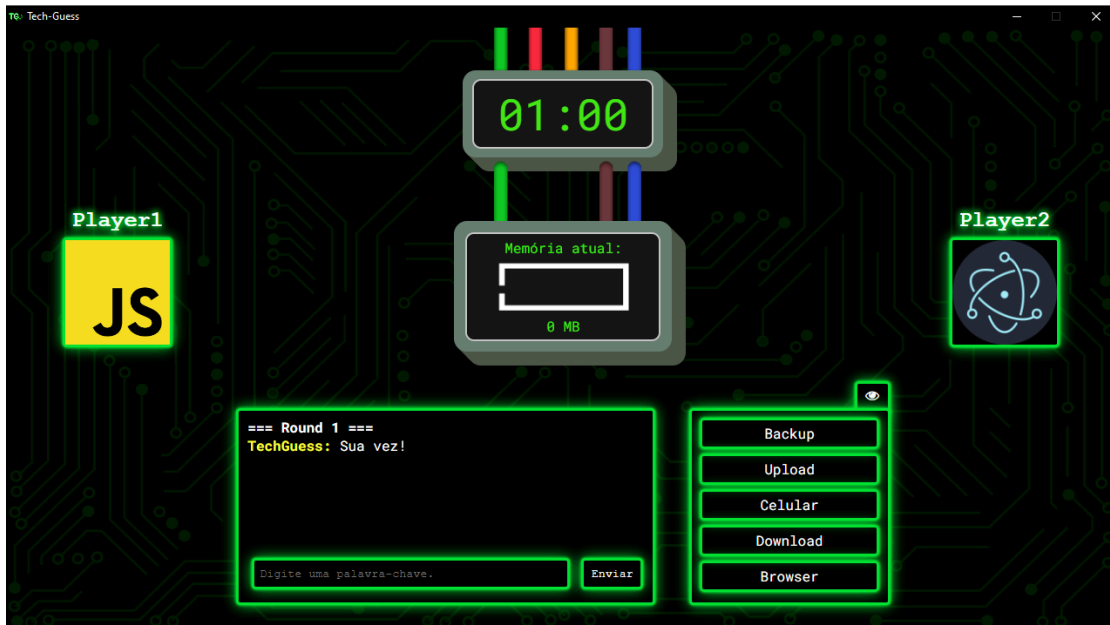 TG Tech-Guess
01:00
Player1
Player2
JS
Memória atual:
0 MB
=== Round 1 ===
TechGuess: Sua vez!
Digite uma palavra-chave.
Enviar
Backup
Upload
Celular
Download
Browser